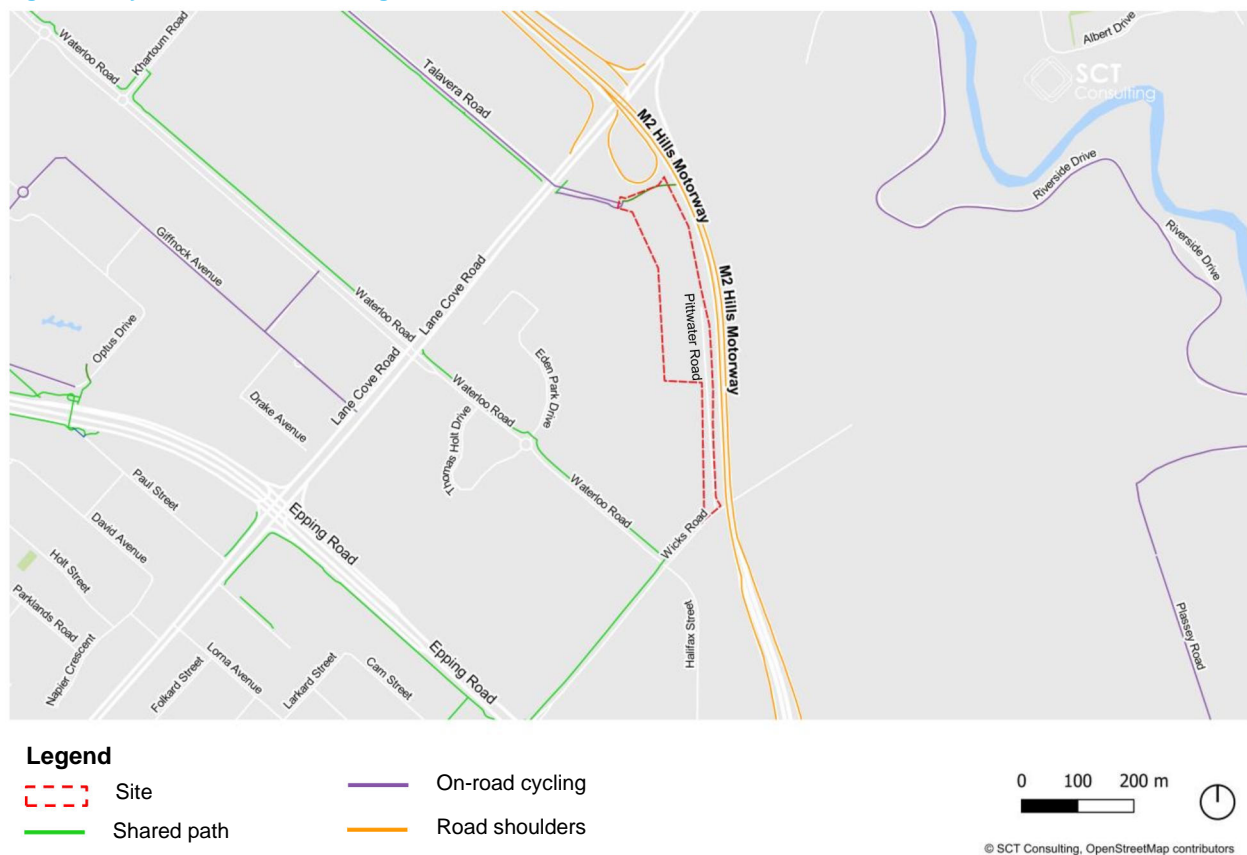 Albert Drive
SCT
Consulting
Khartoum Road
Waterloo Road
Talavera Road
M2 Hills Motorway
Riverside Drive
Riverside Drive
Giffnock Avenue
Waterloo Road
Lane Cove Road
M2 Hills Motorway
Pittwater Road
Optus Drive
Eden Park Drive
Lane Cove Road
Waterloo Road
Drake Avenue
Thomas Holt Drive
Paul Street
Epping Road
Waterloo Road
Wicks Road
David Avenue
Holt Street
Parklands Road
Napier Crescent
Halifax Street
Plassey Road
Folkard Street
Lorna Avenue
Larkard Street
Cam Street
Epping Road
Legend
Site
On-road cycling
Shared path
Road shoulders
0 100 200 m
© SCT Consulting, OpenStreetMap contributors